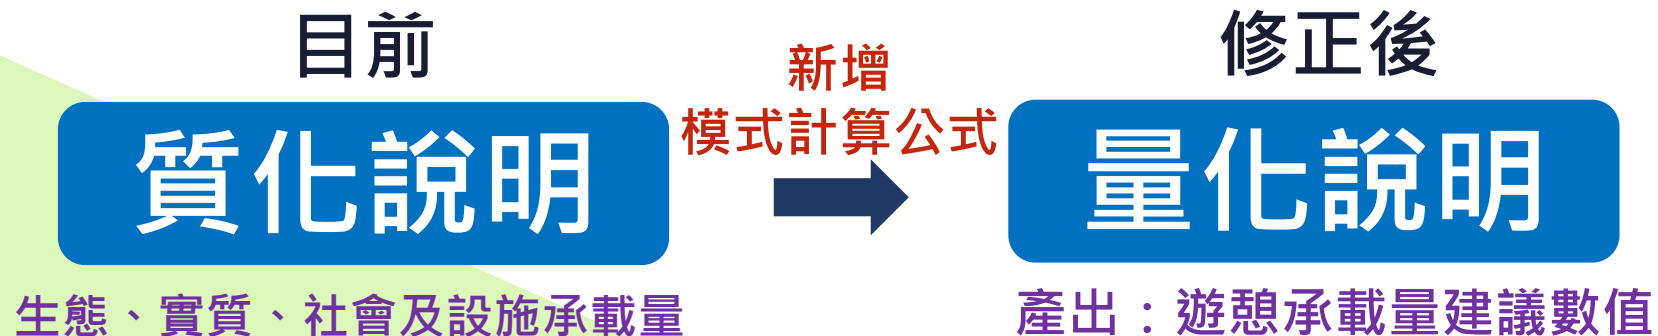 目前
質化說明
生態、實質、社會及設施承載量
新增
模式計算公式
修正後
量化說明
產出：遊憩承載量建議數值